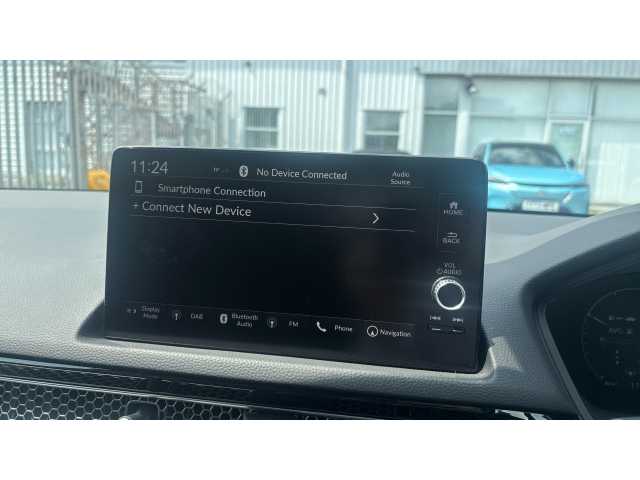 11:24
No Device Connected
Audio
Source
Smartphone Connection
+ Connect New Device
HOME
BACK
VOL
AUDIO
Display
Mode
DAB
Bluetooth
Audio
FM
Phone
Navigation